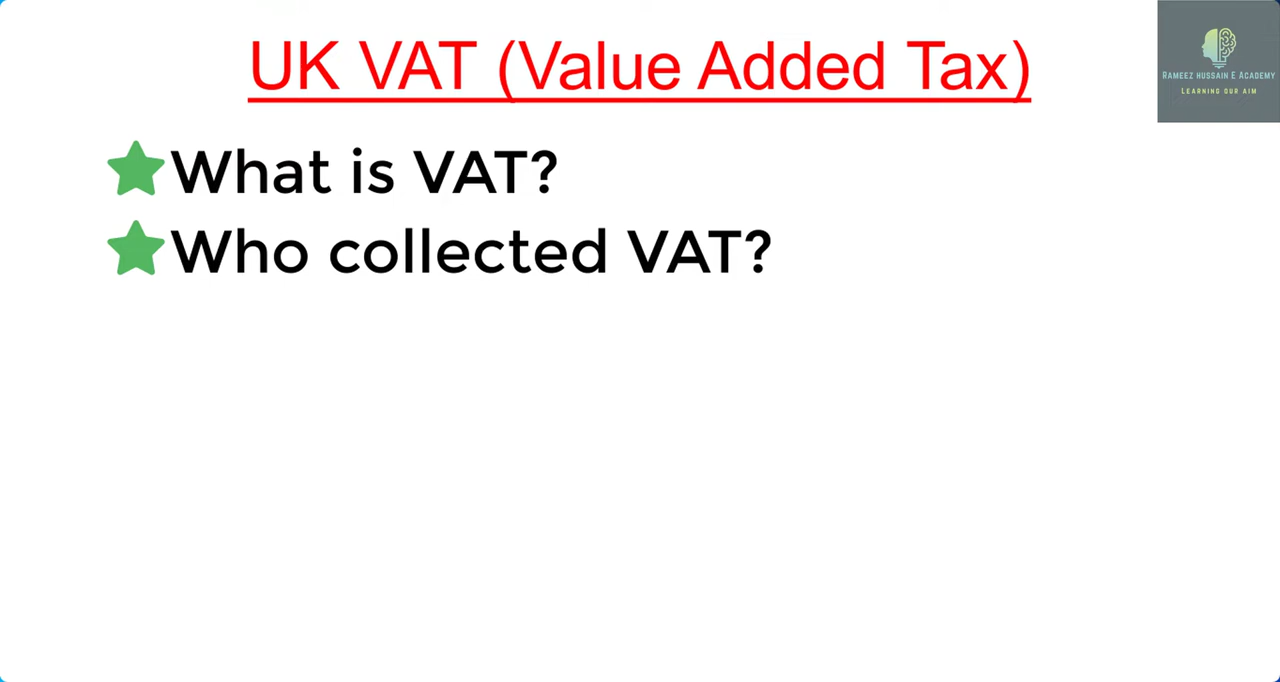 UK VAT (Value Added Tax)
RAMEEZ HUSSAIN E ACADEMY
LEARNING OUR AIM
What is VAT?
Who collected VAT?